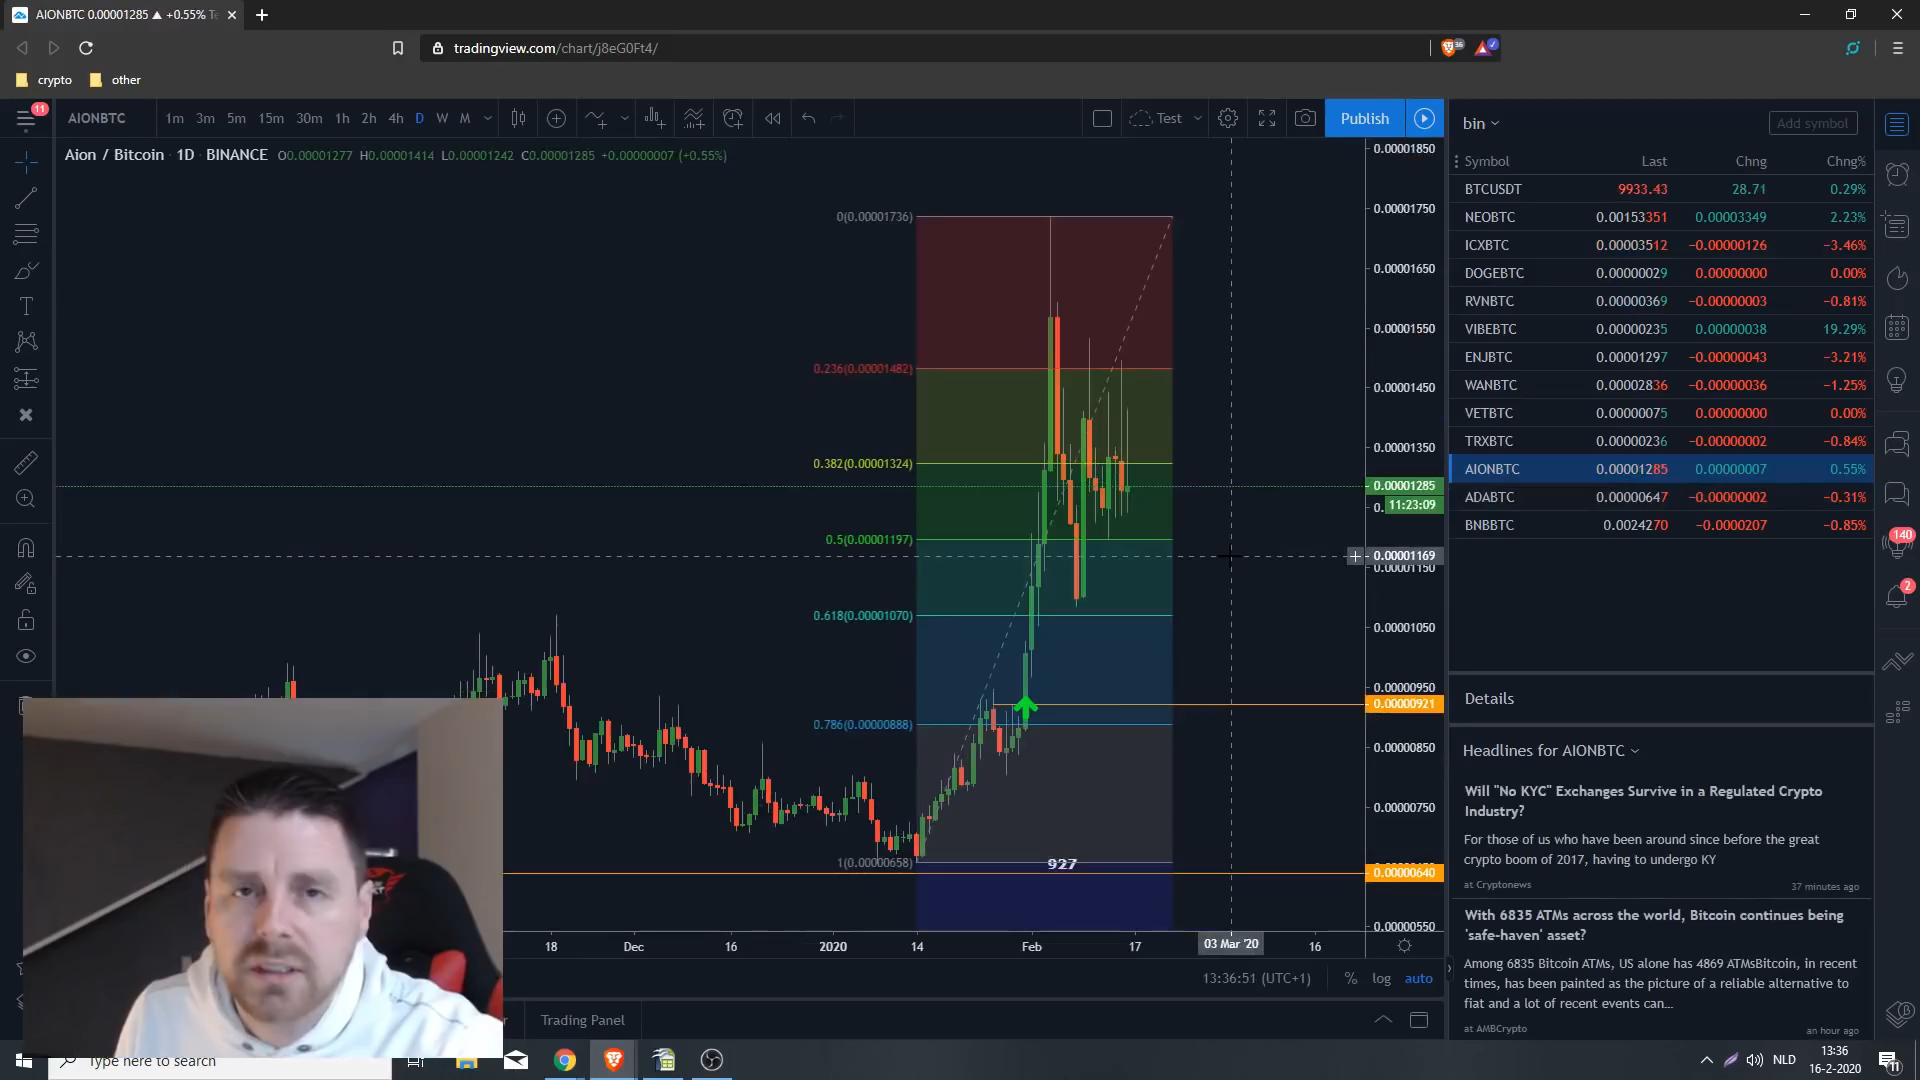 AIONBTC 0.00001285 ▲ +0.55% Te
tradingview.com/chart/j8eG0Ft4/
36
crypto
other
11
AIONBTC
1m 3m 5m 15m 30m 1h 2h 4h D W M
Test
Publish
Aion / Bitcoin · 1D · BINANCE O0.00001277 H0.00001414 L0.00001242 C0.00001285 +0.00000007 (+0.55%)
0(0.00001736)
0.236(0.00001482)
0.382(0.00001324)
0.5(0.00001197)
0.618(0.00001070)
0.786(0.00000888)
1(0.00000658)
927
0.00001850
0.00001750
0.00001650
0.00001550
0.00001450
0.00001350
0.00001285
11:23:09
0.00001169
0.00001150
0.00001050
0.00000950
0.00000921
0.00000850
0.00000750
0.00000640
0.00000550
18 Dec 16 2020 14 Feb 17 03 Mar '20 16
13:36:51 (UTC+1) % log auto
Trading Panel
bin
Add symbol
Symbol Last Chng Chng%
BTCUSDT 9933.43 28.71 0.29%
NEOBTC 0.00153351 0.00003349 2.23%
ICXBTC 0.00003512 −0.00000126 −3.46%
DOGEBTC 0.00000029 0.00000000 0.00%
RVNBTC 0.00000369 −0.00000003 −0.81%
VIBEBTC 0.00000235 0.00000038 19.29%
ENJBTC 0.00001297 −0.00000043 −3.21%
WANBTC 0.00002836 −0.00000036 −1.25%
VETBTC 0.00000075 0.00000000 0.00%
TRXBTC 0.00000236 −0.00000002 −0.84%
AIONBTC 0.00001285 0.00000007 0.55%
ADABTC 0.00000647 −0.00000002 −0.31%
BNBBTC 0.0024270 −0.0000207 −0.85%
140
2
Details
Headlines for AIONBTC
Will "No KYC" Exchanges Survive in a Regulated Crypto
Industry?
For those of us who have been around since before the great
crypto boom of 2017, having to undergo KY
at Cryptonews
37 minutes ago
With 6835 ATMs across the world, Bitcoin continues being
'safe-haven' asset?
Among 6835 Bitcoin ATMs, US alone has 4869 ATMsBitcoin, in recent
times, has been painted as the picture of a reliable alternative to
fiat and a lot of recent events can...
at AMBCrypto
an hour ago
Type here to search
NLD
13:36
16-2-2020
11